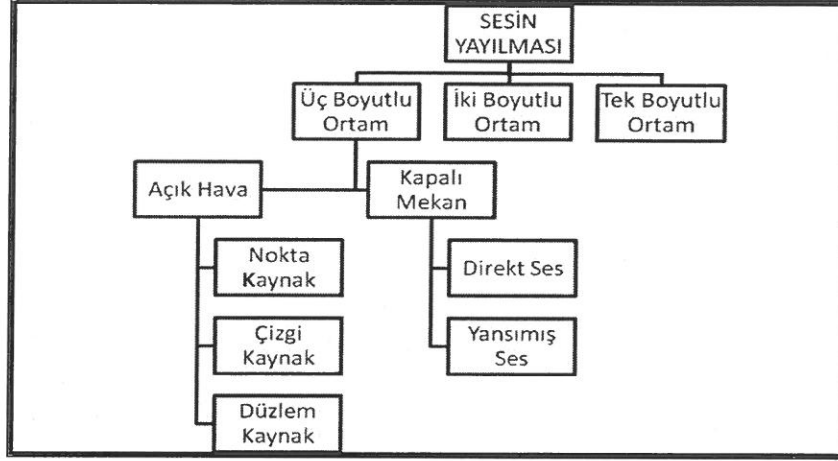 SESİN
YAYILMASI
Üç Boyutlu
Ortam
İki Boyutlu
Ortam
Tek Boyutlu
Ortam
Açık Hava
Kapalı
Mekan
Nokta
Kaynak
Direkt Ses
Çizgi
Kaynak
Yansımış
Ses
Düzlem
Kaynak